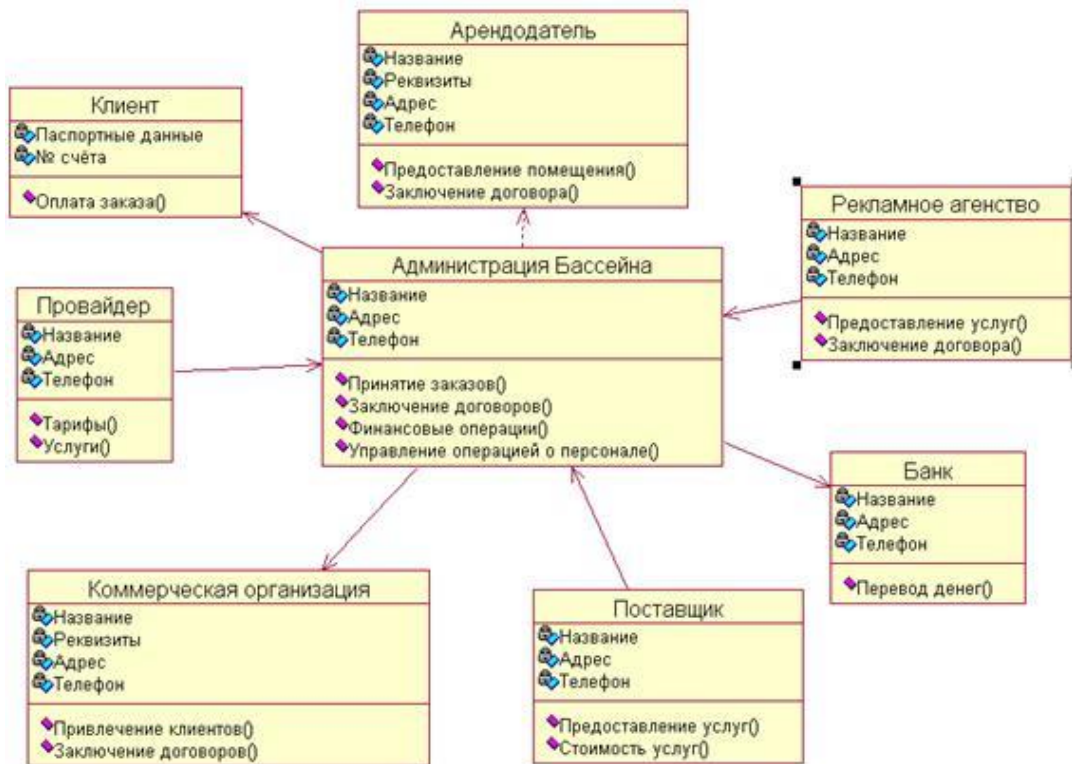 Арендодатель
Название
Реквизиты
Адрес
Телефон
Предоставление помещения()
Заключение договора()
Клиент
Паспортные данные
№ счёта
Оплата заказа()
Рекламное агенство
Название
Адрес
Телефон
Предоставление услуг()
Заключение договора()
Администрация Бассейна
Название
Адрес
Телефон
Принятие заказов()
Заключение договоров()
Финансовые операции()
Управление операцией о персонале()
Провайдер
Название
Адрес
Телефон
Тарифы()
Услуги()
Банк
Название
Адрес
Телефон
Перевод денег()
Коммерческая организация
Название
Реквизиты
Адрес
Телефон
Привлечение клиентов()
Заключение договоров()
Поставщик
Название
Адрес
Телефон
Предоставление услуг()
Стоимость услуг()